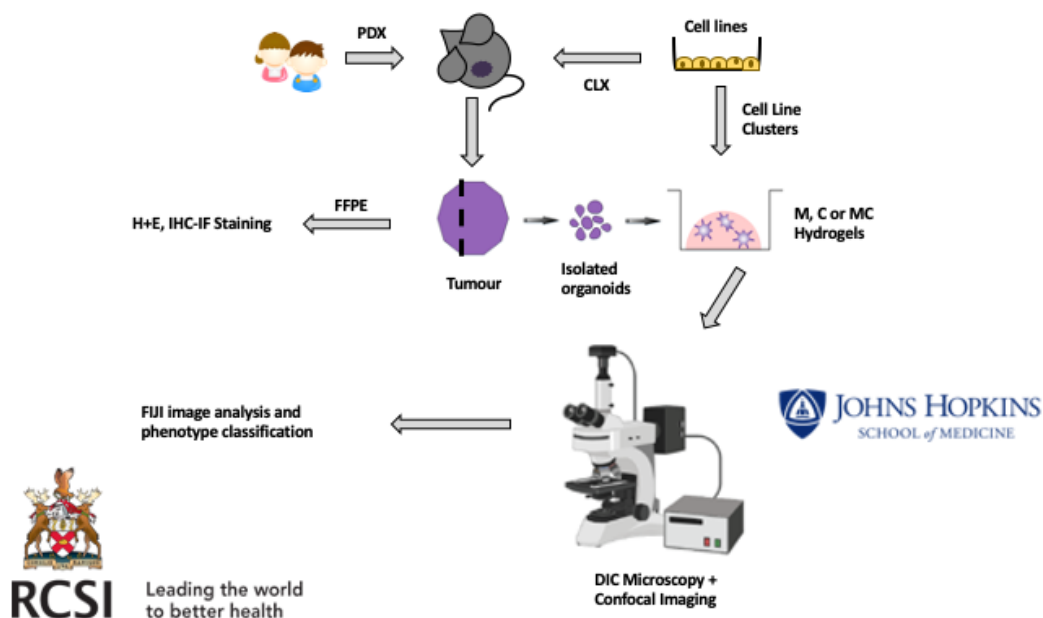 PDX
Cell lines
CLX
Cell Line
Clusters
FFPE
H+E, IHC-IF Staining
M, C or MC
Hydrogels
Tumour
Isolated
organoids
FIJI image analysis and
phenotype classification
JOHNS HOPKINS
SCHOOL of MEDICINE
DIC Microscopy +
Confocal Imaging
RCSI
Leading the world
to better health